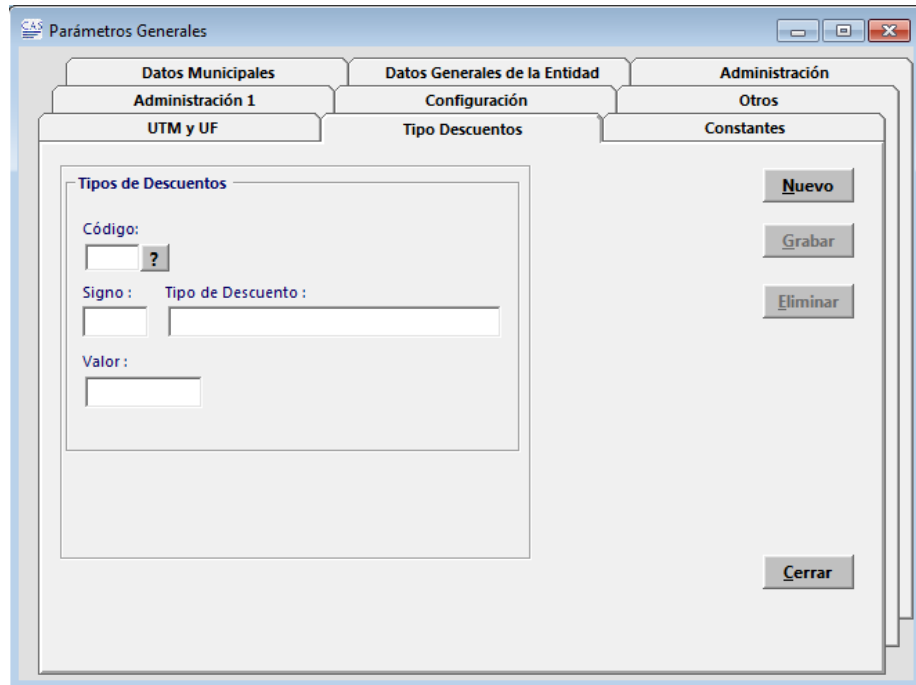 CAS Parámetros Generales
Datos Municipales Datos Generales de la Entidad Administración
Administración 1 Configuración Otros
UTM y UF Tipo Descuentos Constantes
Tipos de Descuentos
Nuevo
Código:
?
Grabar
Signo : Tipo de Descuento :
Eliminar
Valor :
Cerrar